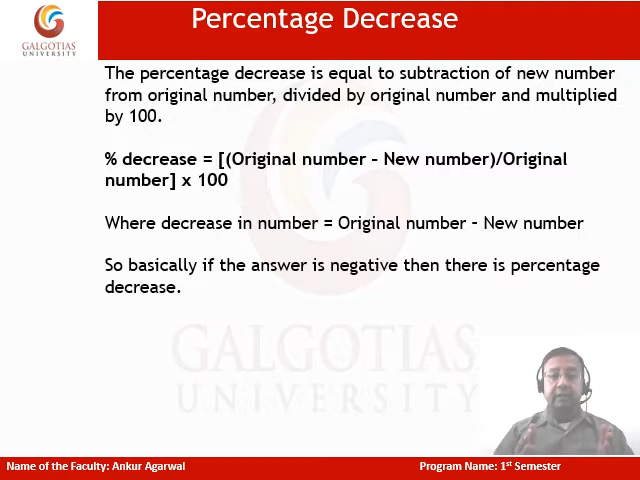 Percentage Decrease
GALGOTIAS
UNIVERSITY
The percentage decrease is equal to subtraction of new number
from original number, divided by original number and multiplied
by 100.
% decrease = [(Original number – New number)/Original
number] x 100
Where decrease in number = Original number – New number
So basically if the answer is negative then there is percentage
decrease.
GALGOTIAS
UNIVERSITY
Name of the Faculty: Ankur Agarwal
Program Name: 1st Semester